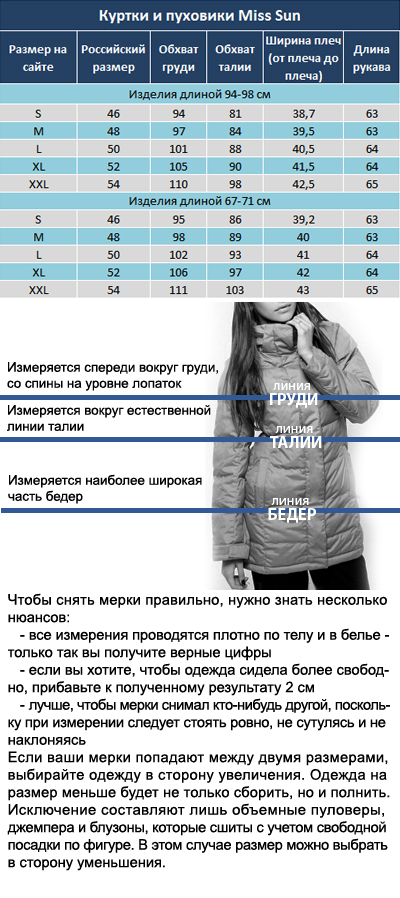 Куртки и пуховики Miss Sun
Размер на сайте Российский размер Обхват груди Обхват талии Ширина плеч (от плеча до плеча) Длина рукава
Изделия длиной 94-98 см
S 46 94 81 38,7 63
M 48 97 84 39,5 63
L 50 101 88 40,5 64
XL 52 105 90 41,5 64
XXL 54 110 98 42,5 65
Изделия длиной 67-71 см
S 46 95 86 39,2 63
M 48 98 89 40 63
L 50 102 93 41 64
XL 52 106 97 42 64
XXL 54 111 103 43 65
Измеряется спереди вокруг груди,
со спины на уровне лопаток
ЛИНИЯ
ГРУДИ
Измеряется вокруг естественной
линии талии
ЛИНИЯ
ТАЛИИ
Измеряется наиболее широкая
часть бедер
ЛИНИЯ
БЕДЕР
Чтобы снять мерки правильно, нужно знать несколько
нюансов:
- все измерения проводятся плотно по телу и в белье -
только так вы получите верные цифры
- если вы хотите, чтобы одежда сидела более свобод-
но, прибавьте к полученному результату 2 см
- лучше, чтобы мерки снимал кто-нибудь другой, посколь-
ку при измерении следует стоять ровно, не сутулясь и не
наклоняясь
Если ваши мерки попадают между двумя размерами,
выбирайте одежду в сторону увеличения. Одежда на
размер меньше будет не только сборить, но и полнить.
Исключение составляют лишь объемные пуловеры,
джемпера и блузоны, которые сшиты с учетом свободной
посадки по фигуре. В этом случае размер можно выбрать
в сторону уменьшения.